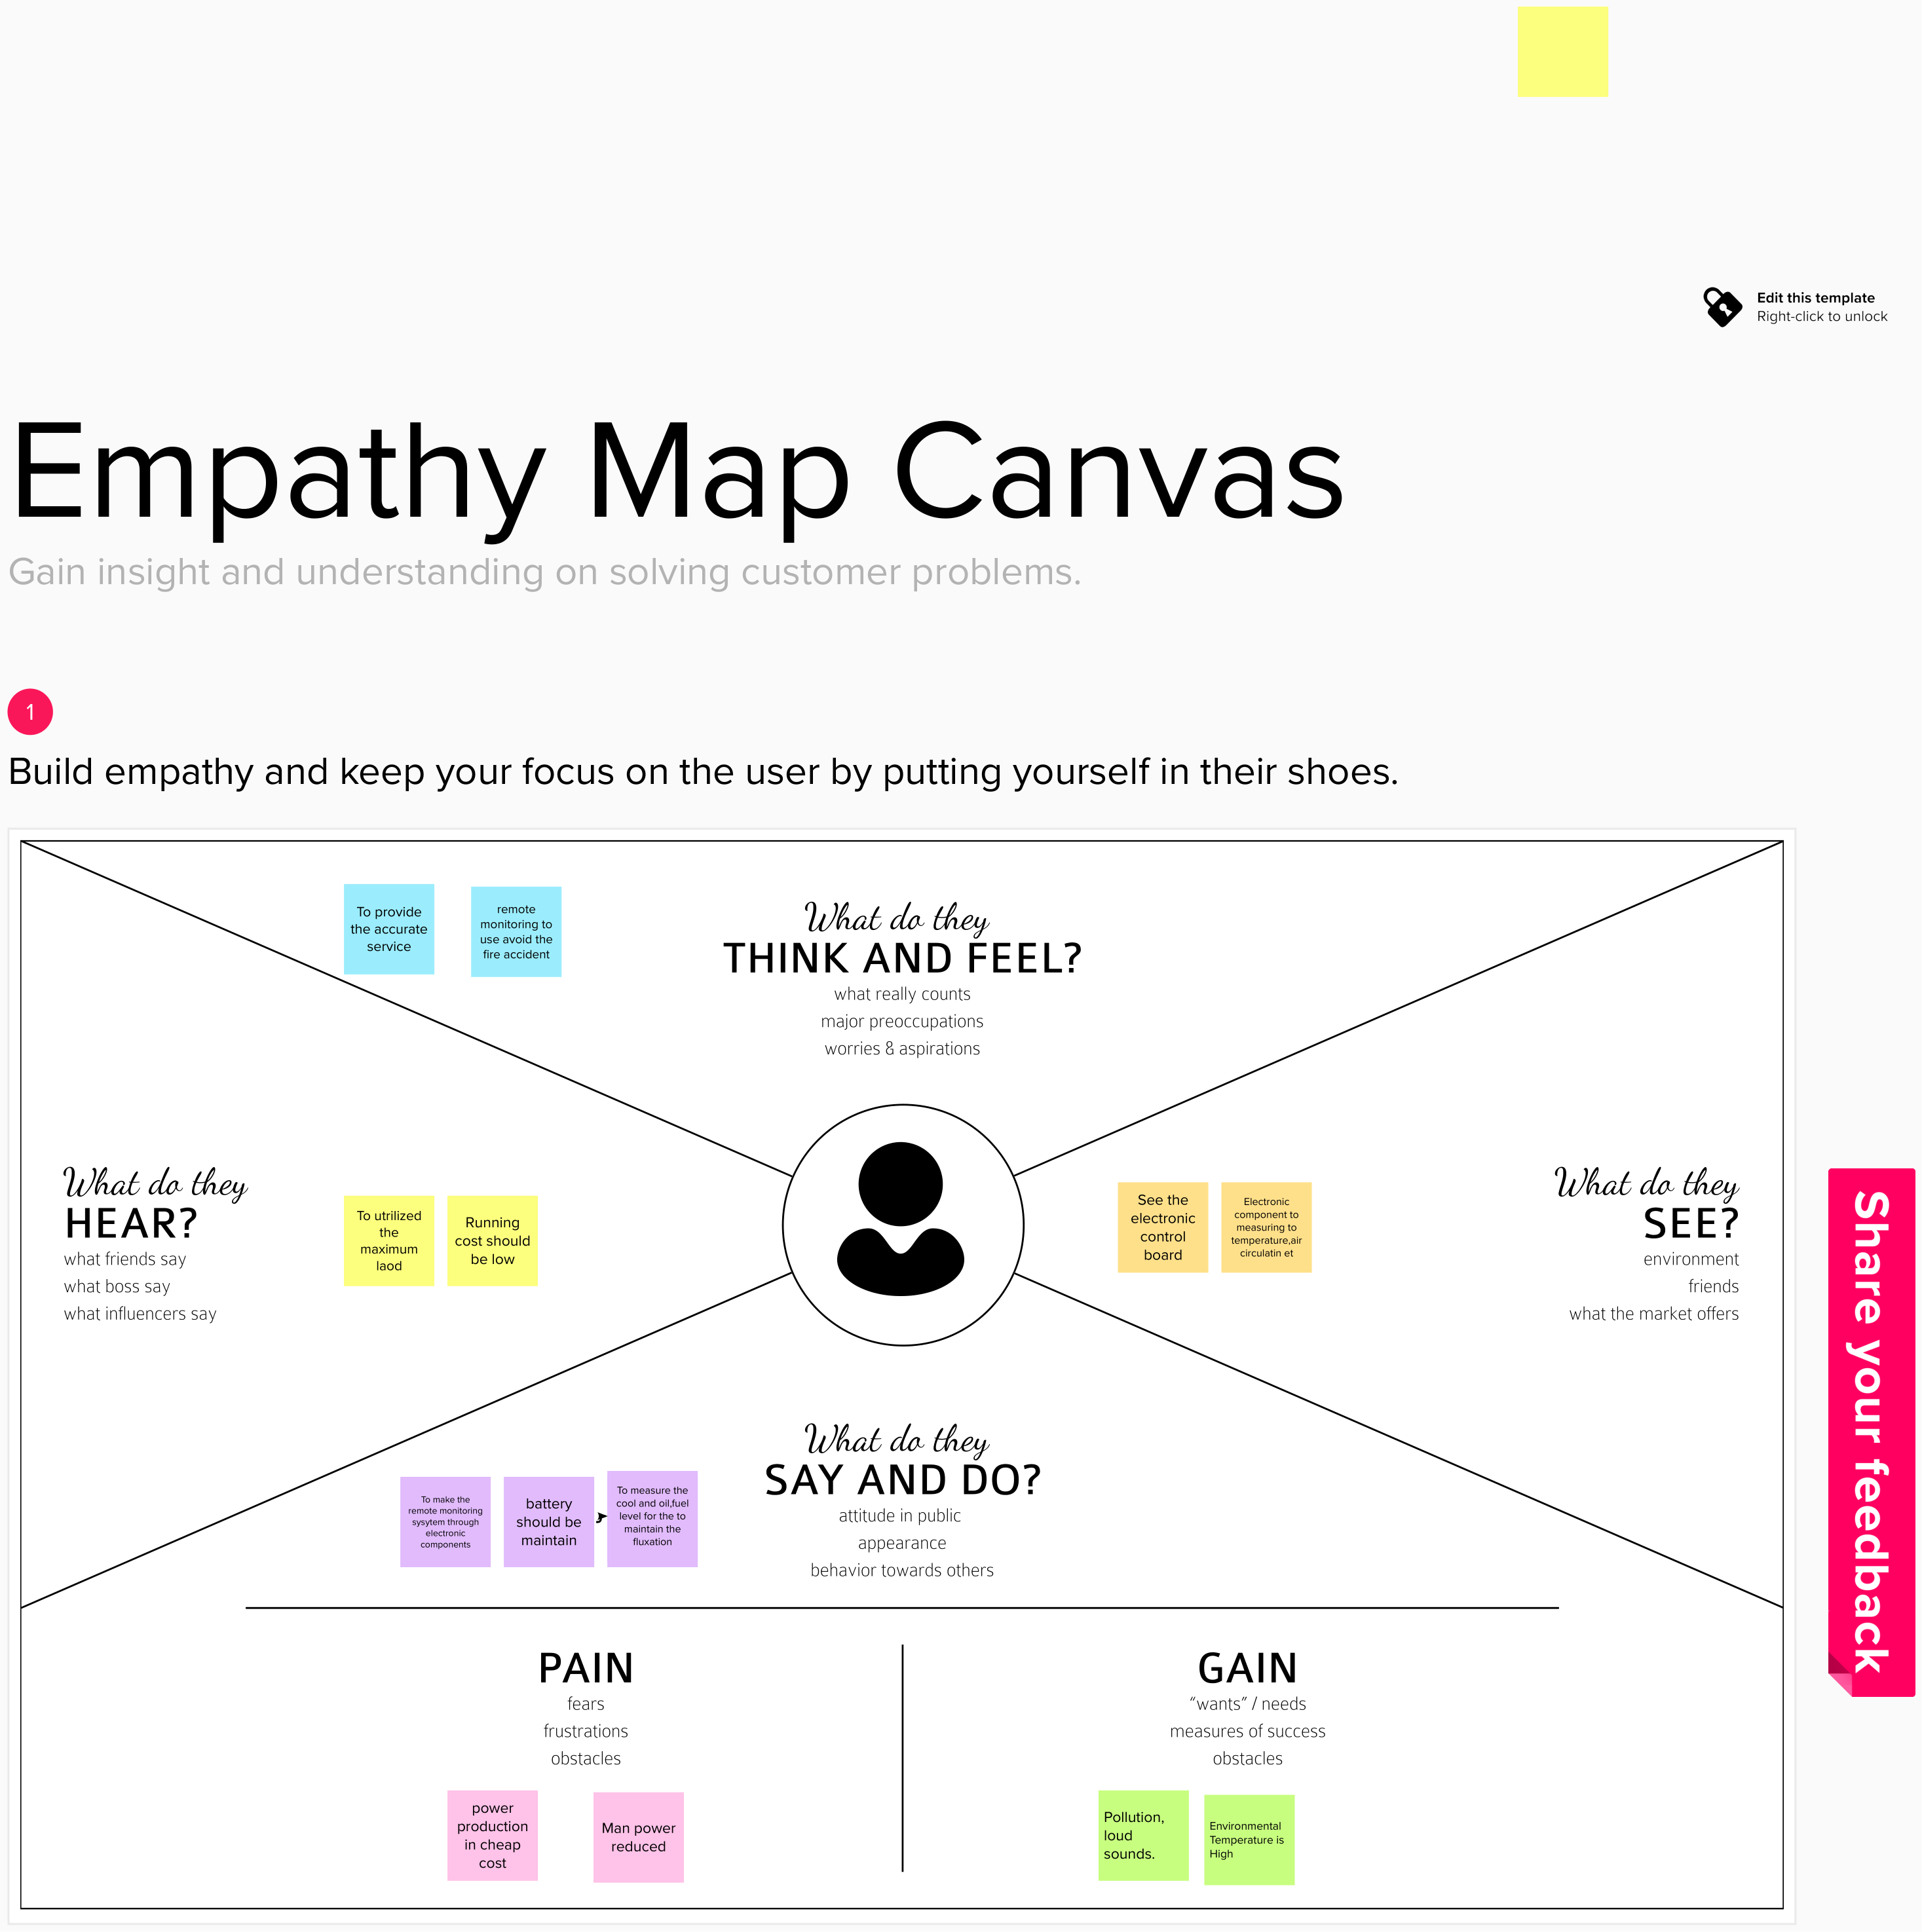 Edit this template
Right-click to unlock
Empathy Map Canvas
Gain insight and understanding on solving customer problems.
1
Build empathy and keep your focus on the user by putting yourself in their shoes.
To provide
the accurate
service
remote
monitoring to
use avoid the
fire accident
What do they
THINK AND FEEL?
what really counts
major preoccupations
worries & aspirations
What do they
HEAR?
what friends say
what boss say
what influencers say
To utrilized
the
maximum
laod
Running
cost should
be low
See the
electronic
control
board
Electronic
component to
measuring to
temperature,air
circulatin et
What do they
SEE?
environment
friends
what the market offers
Share your feedback
What do they
SAY AND DO?
attitude in public
appearance
behavior towards others
To make the
remote monitoring
sysytem through
electronic
components
battery
should be
maintain
To measure the
cool and oil,fuel
level for the to
maintain the
fluxation
PAIN
fears
frustrations
obstacles
power
production
in cheap
cost
Man power
reduced
GAIN
“wants” / needs
measures of success
obstacles
Pollution,
loud
sounds.
Environmental
Temperature is
High